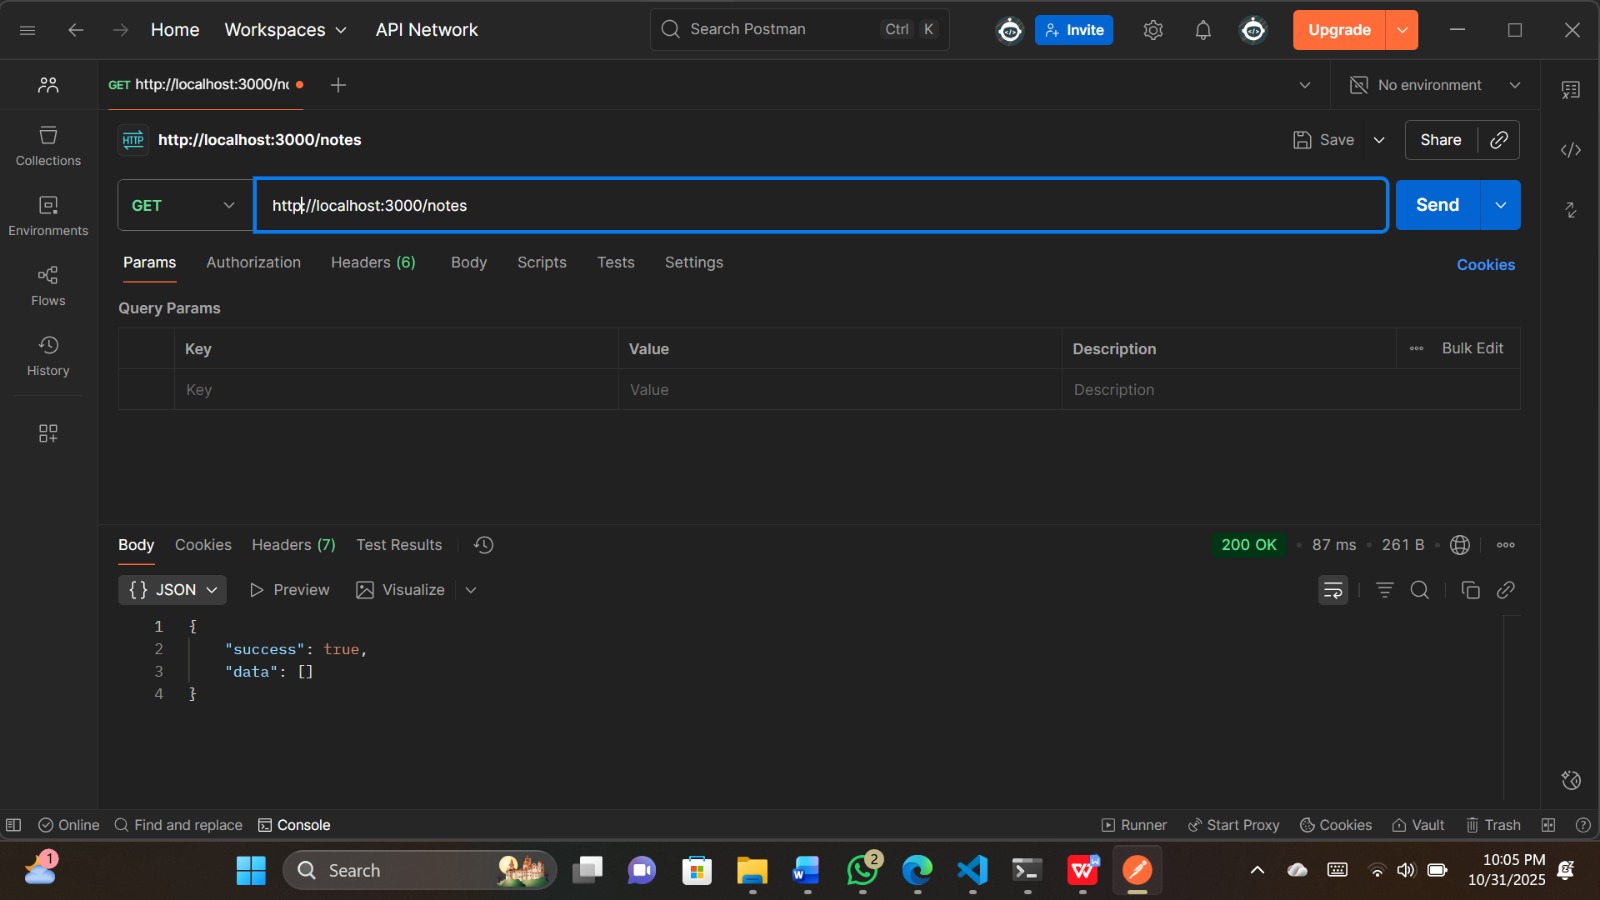 Home Workspaces API Network Search Postman Ctrl K Invite Upgrade
GET http://localhost:3000/n No environment
HTTP http://localhost:3000/notes Save Share
GET http://localhost:3000/notes Send
Params Authorization Headers (6) Body Scripts Tests Settings Cookies
Query Params
Key Value Description Bulk Edit
Key Value Description
Collections
Environments
Flows
History
Body Cookies Headers (7) Test Results 200 OK 87 ms 261 B
{} JSON Preview Visualize
1 {
2 "success": true,
3 "data": []
4 }
Online Find and replace Console Runner Start Proxy Cookies Vault Trash
1 Search 2 10:05 PM
10/31/2025